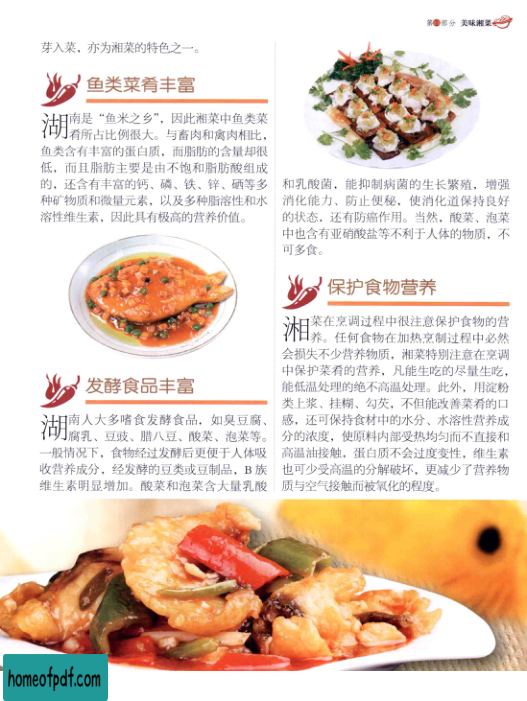 第1部分 美味湘菜
芽入菜，亦为湘菜的特色之一。
鱼类菜肴丰富
湖南是“鱼米之乡”，因此湘菜中鱼类菜
肴所占比例很大。与畜肉和禽肉相比，
鱼类含有丰富的蛋白质，而脂肪的含量却很
低，而且脂肪主要是由不饱和脂肪酸组成
的，还含有丰富的钙、磷、铁、锌、硒等多
种矿物质和微量元素，以及多种脂溶性和水
溶性维生素，因此具有极高的营养价值。
发酵食品丰富
湖南人大多嗜食发酵食品，如臭豆腐、
腐乳、豆豉、腊八豆、酸菜、泡菜等。
一般情况下，食物经过发酵后更便于人体吸
收营养成分，经发酵的豆类或豆制品，B族
维生素明显增加。酸菜和泡菜含大量乳酸
和乳酸菌，能抑制病菌的生长繁殖，增强
消化能力、防止便秘，使消化道保持良好
的状态，还有防癌作用。当然，酸菜、泡菜
中也含有亚硝酸盐等不利于人体的物质，不
可多食。
保护食物营养
湘菜在烹调过程中很注意保护食物的营
养。任何食物在加热烹制过程中必然
会损失不少营养物质，湘菜特别注意在烹调
中保护菜肴的营养，凡能生吃的尽量生吃，
能低温处理的绝不高温处理。此外，用淀粉
类上浆、挂糊、勾芡，不但能改善菜肴的口
感，还可保持食材中的水分、水溶性营养成
分的浓度，使原料内部受热均匀而不直接和
高温油接触，蛋白质不会过度变性，维生素
也可少受高温的分解破坏，更减少了营养物
质与空气接触而被氧化的程度。
homeofpdf.com